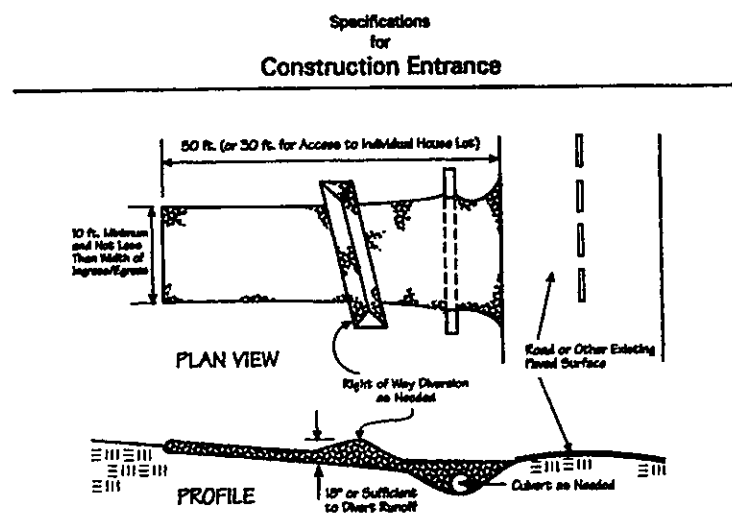 Specifications
for
Construction Entrance
50 ft. (or 30 ft. for Access to Individual House Lot)
10 ft. Minimum
and Not Less
Than Width of
Ingress/Egress
PLAN VIEW
Right of Way Diversion
as Needed
Road or Other Existing
Paved Surface
PROFILE
18" or Sufficient
to Divert Runoff
Culvert as Needed